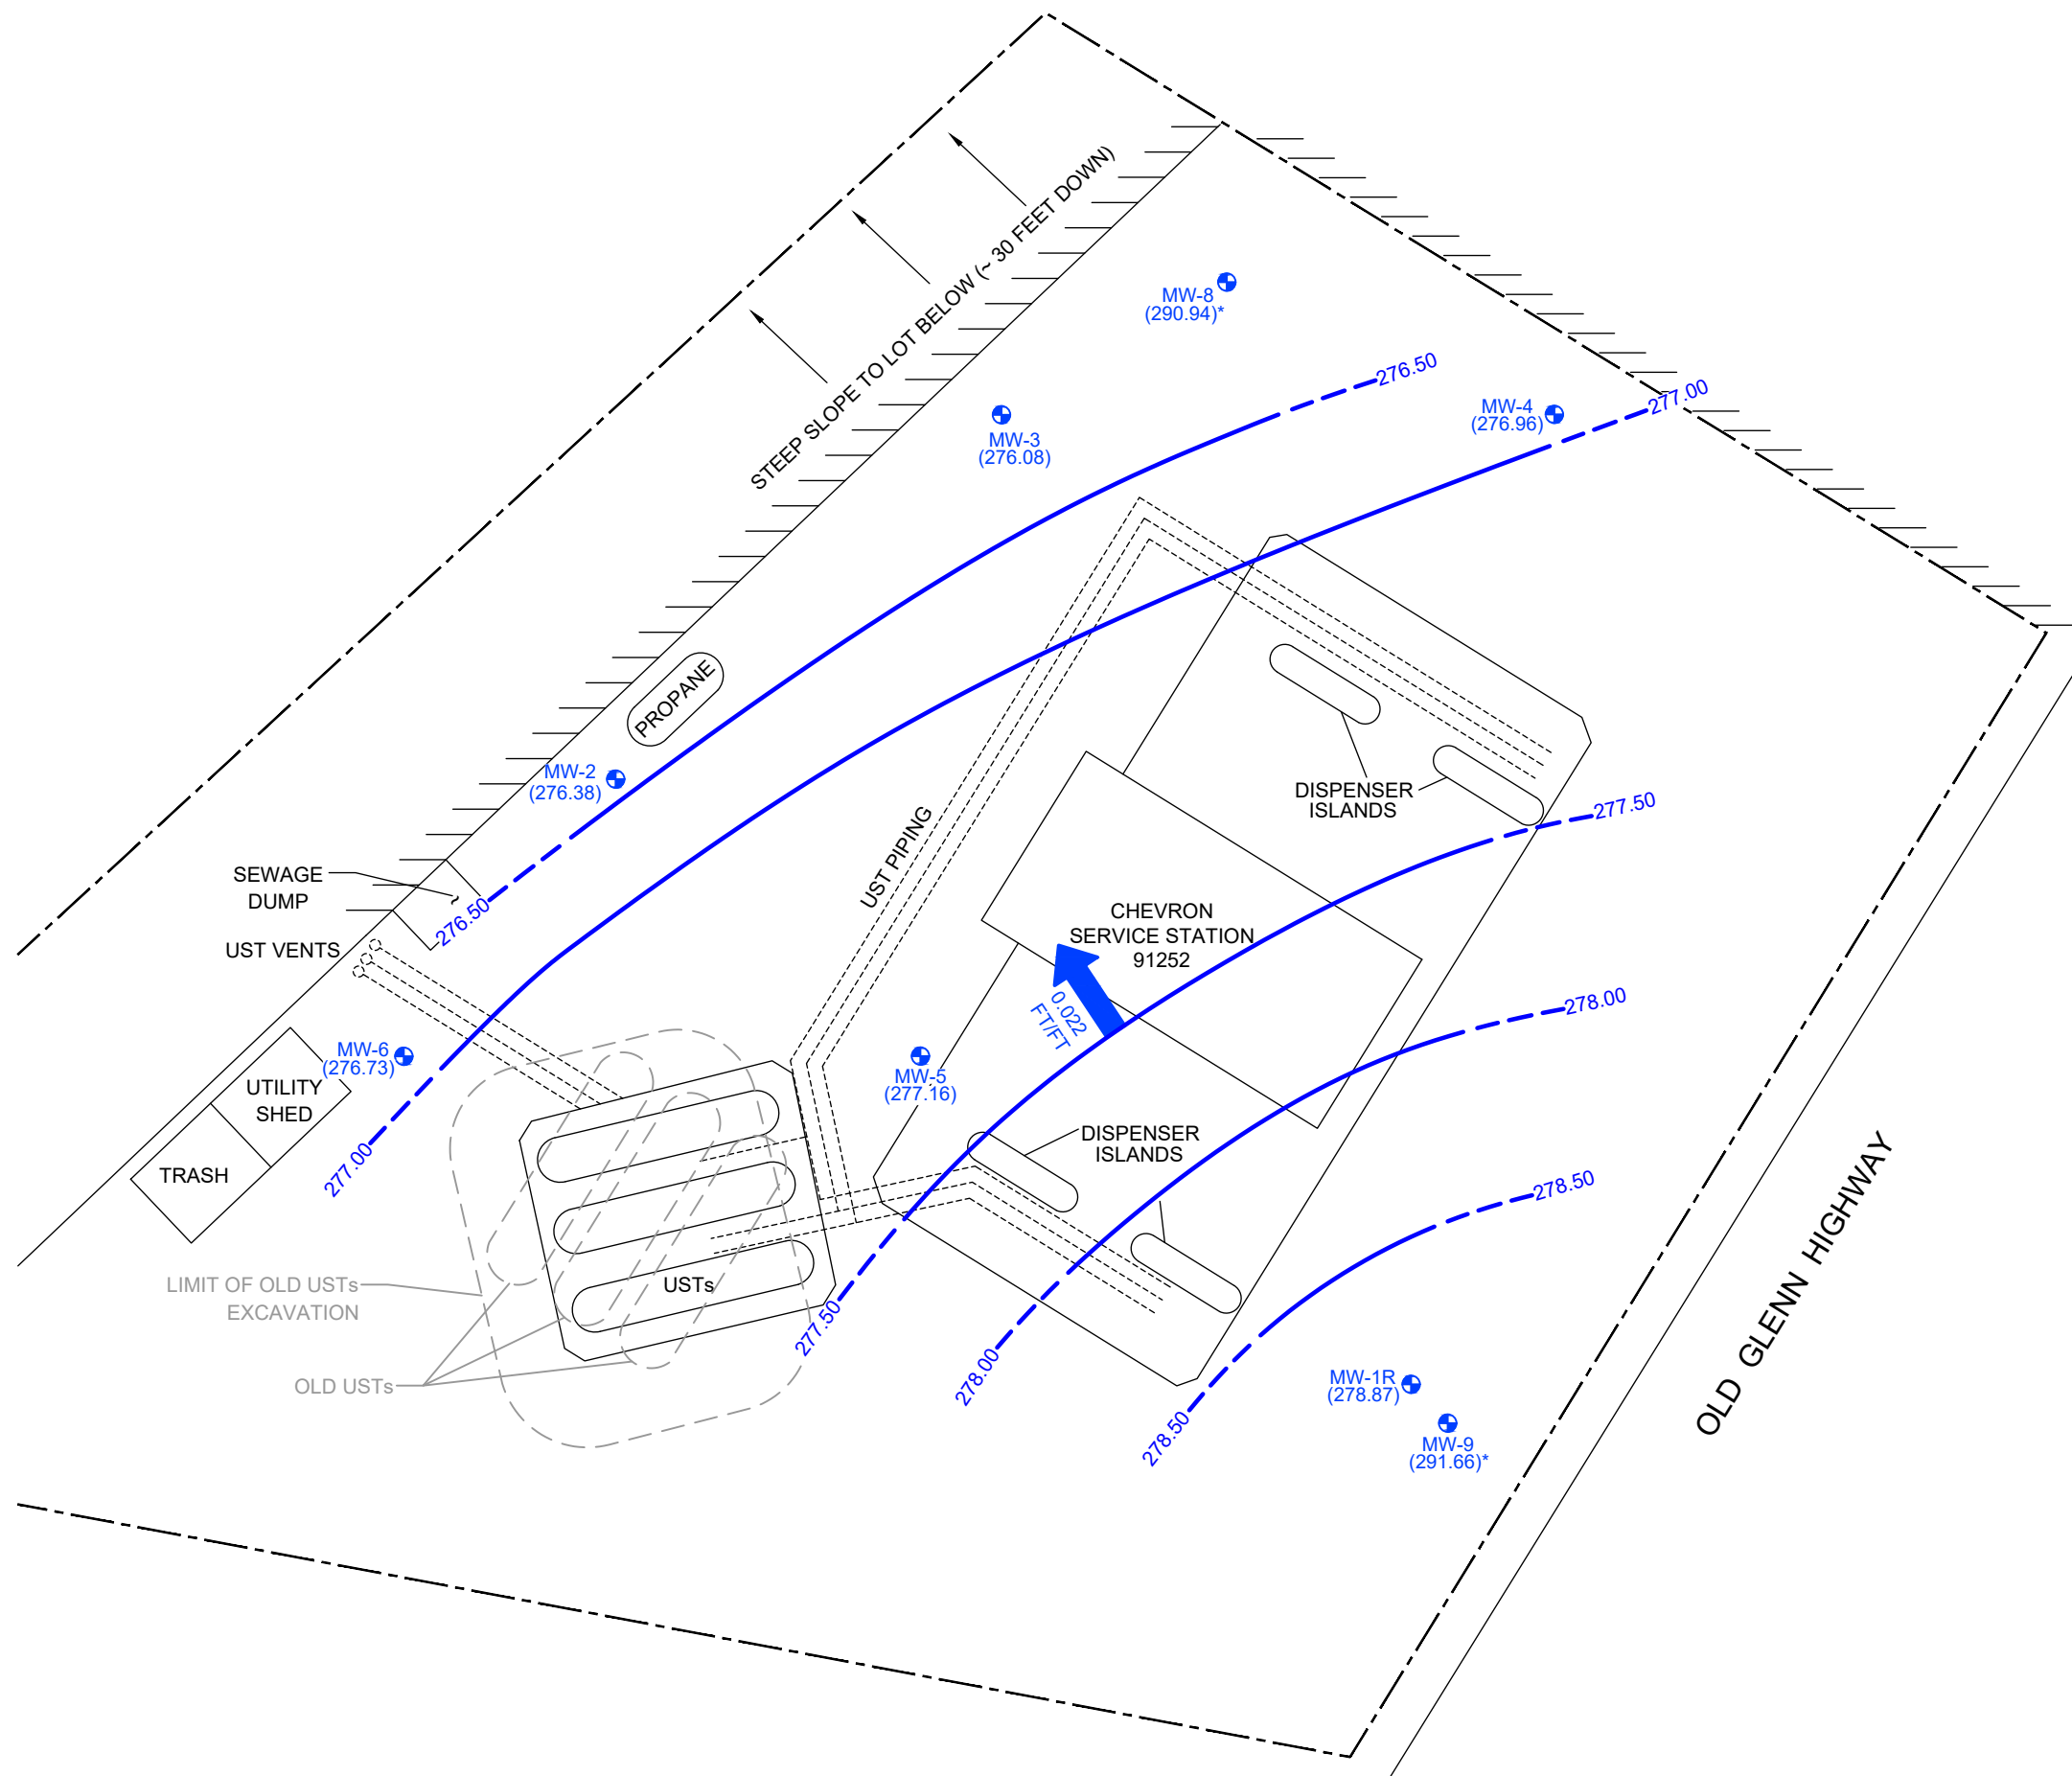 STEEP SLOPE TO LOT BELOW (~ 30 FEET DOWN)
MW-8
(290.94)*
276.50
277.00
MW-4
(276.96)
MW-3
(276.08)
PROPANE
MW-2
(276.38)
DISPENSER
ISLANDS
277.50
UST PIPING
SEWAGE
DUMP
~
276.50
UST VENTS
CHEVRON
SERVICE STATION
91252
0.022
FT/FT
278.00
MW-6
(276.73)
UTILITY
SHED
TRASH
277.00
MW-5
(277.16)
DISPENSER
ISLANDS
278.50
OLD GLENN HIGHWAY
LIMIT OF OLD USTs
EXCAVATION
USTs
277.50
OLD USTs
278.00
278.50
MW-1R
(278.87)
MW-9
(291.66)*